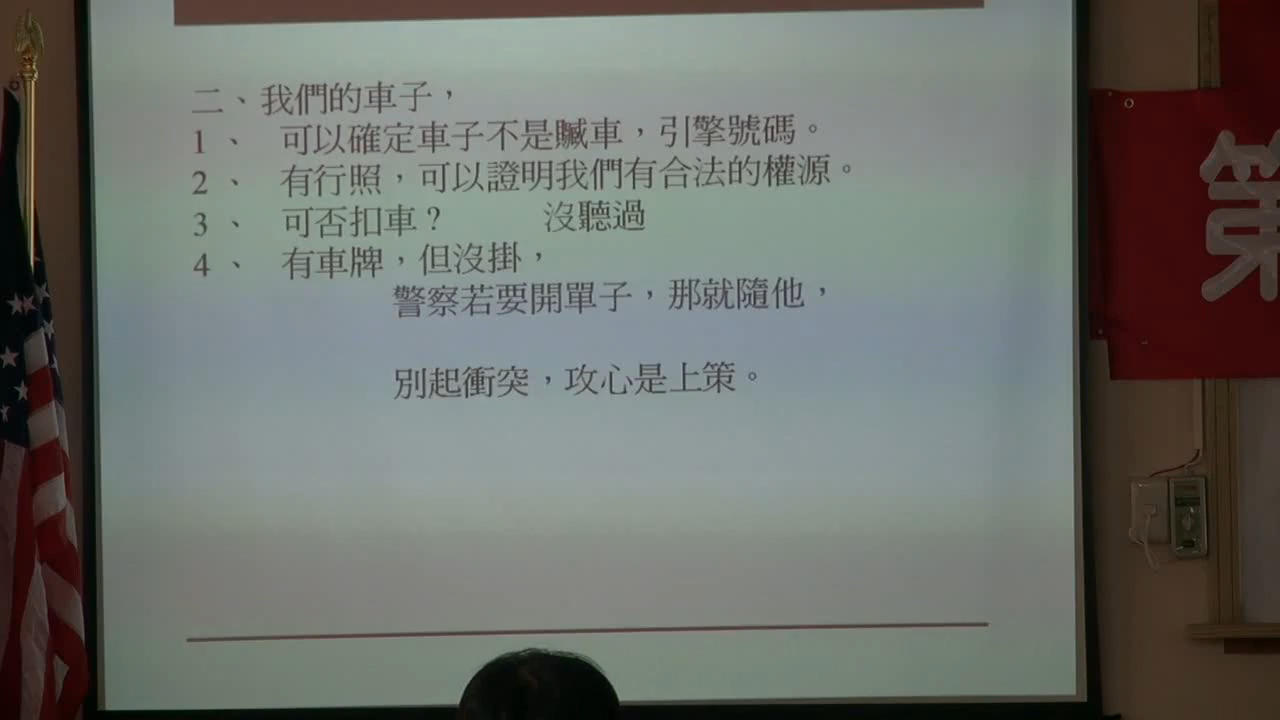 二、我們的車子，
1、 可以確定車子不是贓車，引擎號碼。
2、 有行照，可以證明我們有合法的權源。
3、 可否扣車？ 沒聽過
4、 有車牌，但沒掛，
警察若要開單子，那就隨他，
別起衝突，攻心是上策。
第